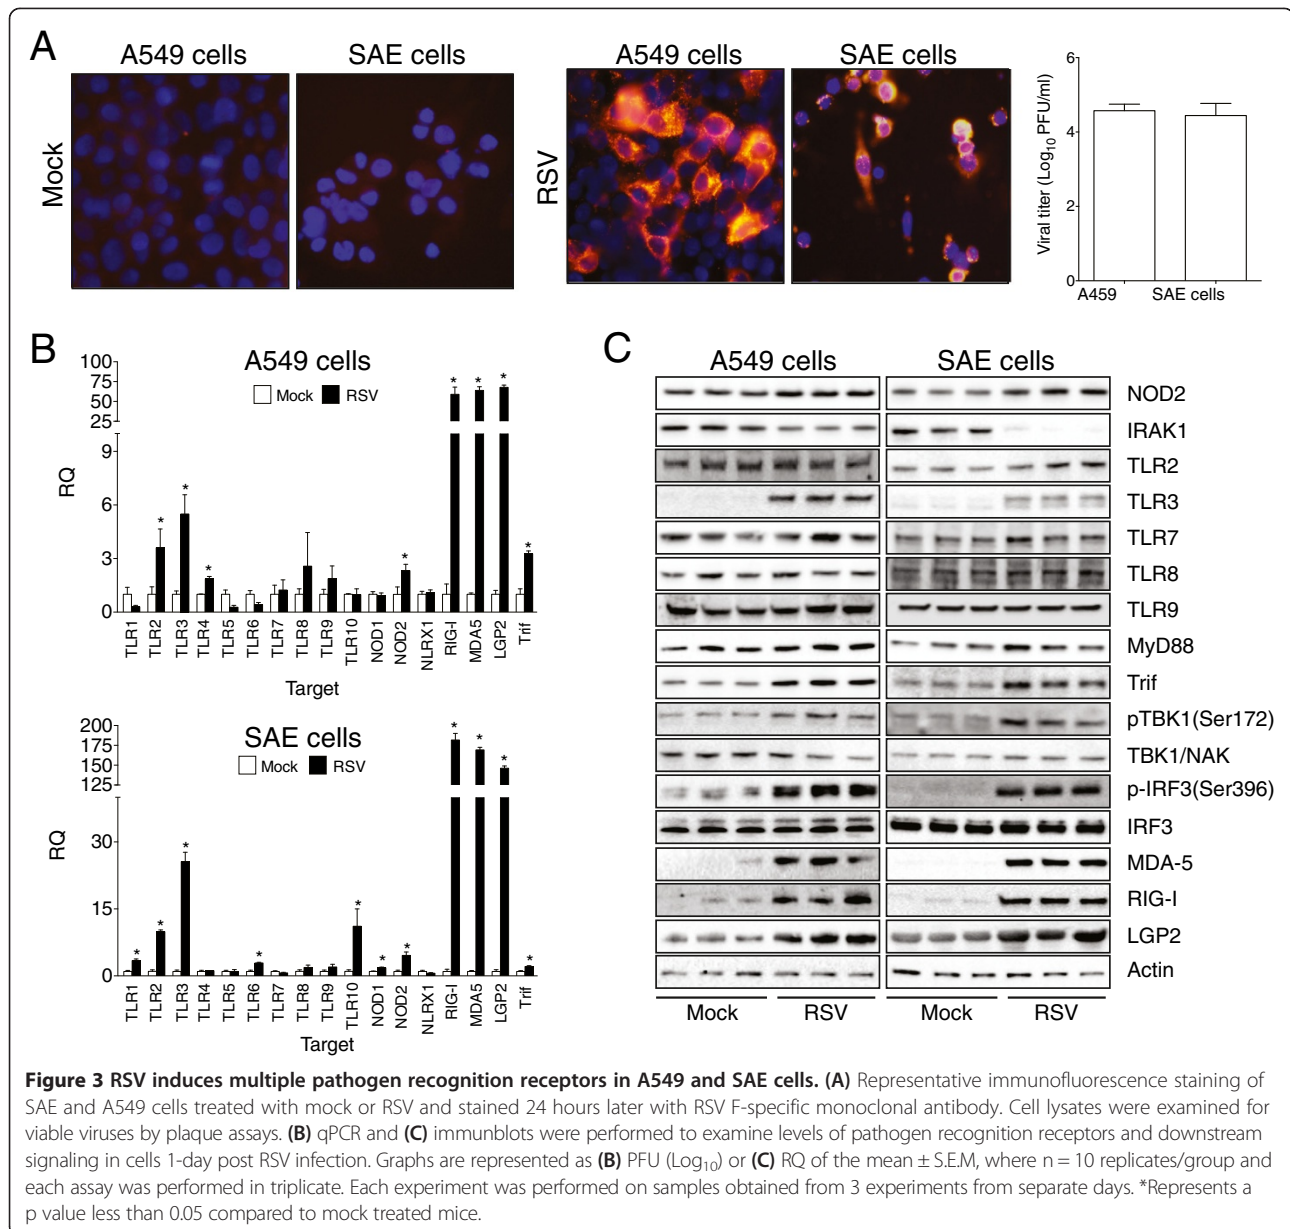 A
A549 cells
SAE cells
A549 cells
SAE cells
Mock
RSV
Viral titer (Log10 PFU/ml)
6
4
2
0
A459
SAE cells
B
A549 cells
Mock
RSV
RQ
100
75
50
25
9
6
3
0
* * * * * * * * *
TLR1
TLR2
TLR3
TLR4
TLR5
TLR6
TLR7
TLR8
TLR9
TLR10
NOD1
NOD2
NLRX1
RIG-I
MDA5
LGP2
Trif
Target
SAE cells
Mock
RSV
RQ
200
175
150
125
30
15
0
* * * * * * * * * * *
TLR1
TLR2
TLR3
TLR4
TLR5
TLR6
TLR7
TLR8
TLR9
TLR10
NOD1
NOD2
NLRX1
RIG-I
MDA5
LGP2
Trif
Target
C
A549 cells
SAE cells
NOD2
IRAK1
TLR2
TLR3
TLR7
TLR8
TLR9
MyD88
Trif
pTBK1(Ser172)
TBK1/NAK
p-IRF3(Ser396)
IRF3
MDA-5
RIG-I
LGP2
Actin
Mock
RSV
Mock
RSV
Figure 3 RSV induces multiple pathogen recognition receptors in A549 and SAE cells. (A) Representative immunofluorescence staining of
SAE and A549 cells treated with mock or RSV and stained 24 hours later with RSV F-specific monoclonal antibody. Cell lysates were examined for
viable viruses by plaque assays. (B) qPCR and (C) immunblots were performed to examine levels of pathogen recognition receptors and downstream
signaling in cells 1-day post RSV infection. Graphs are represented as (B) PFU (Log10) or (C) RQ of the mean ± S.E.M, where n = 10 replicates/group and
each assay was performed in triplicate. Each experiment was performed on samples obtained from 3 experiments from separate days. *Represents a
p value less than 0.05 compared to mock treated mice.